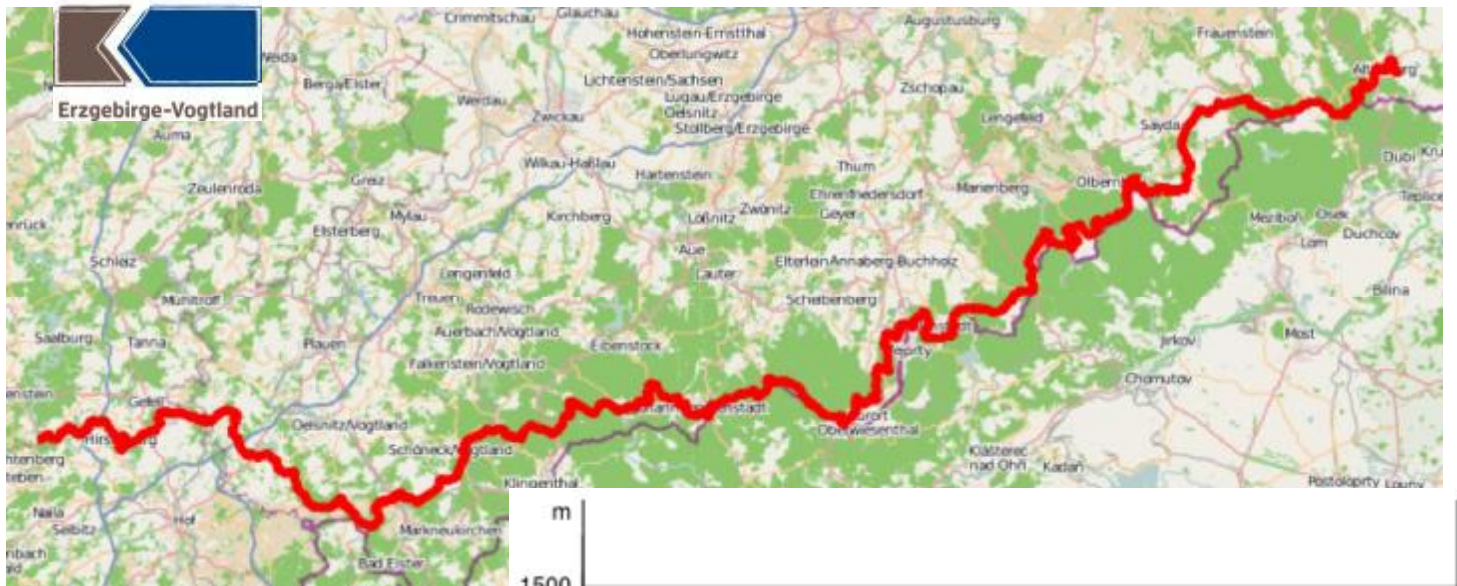 Erzgebirge-Vogtland
Crimmitschau
Glauchau
Hohenstein-Ernstthal
Oberlungwitz
Augustusburg
Frauenstein
Berga/Elster
Werdau
Lichtenstein/Sachsen
Lugau/Erzgebirge
Oelsnitz
Stollberg/Erzgebirge
Zwickau
Zschopau
Lengefeld
Sayda
Auma
Zeulenroda
Greiz
Wilkau-Haßlau
Hartenstein
Thum
Ehrenfriedersdorf
Marienberg
Dubí
Mylau
Elsterberg
Kirchberg
Lößnitz
Zwönitz
Geyer
Meziboří
Osek
Duchcov
Lom
Teplice
Schleiz
Aue
Lauter
Elterlein
Annaberg-Buchholz
Lengenfeld
Treuen
Rodewisch
Scheibenberg
Bílina
Mühltroff
Saalburg
Tanna
Plauen
Auerbach/Vogtland
Falkenstein/Vogtland
Eibenstock
Jirkov
Most
Chomutov
Gefell
Oelsnitz/Vogtland
Schöneck/Vogtland
Oberwiesenthal
Klášterec
nad Ohří
Kadaň
Postoloprty
Louny
Klingenthal
Naila
Selbitz
Hof
Markneukirchen
Bad Elster
m
1500